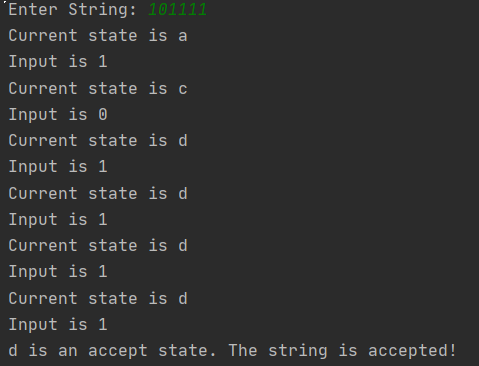 Enter String: 101111
Current state is a
Input is 1
Current state is c
Input is 0
Current state is d
Input is 1
Current state is d
Input is 1
Current state is d
Input is 1
Current state is d
Input is 1
d is an accept state. The string is accepted!